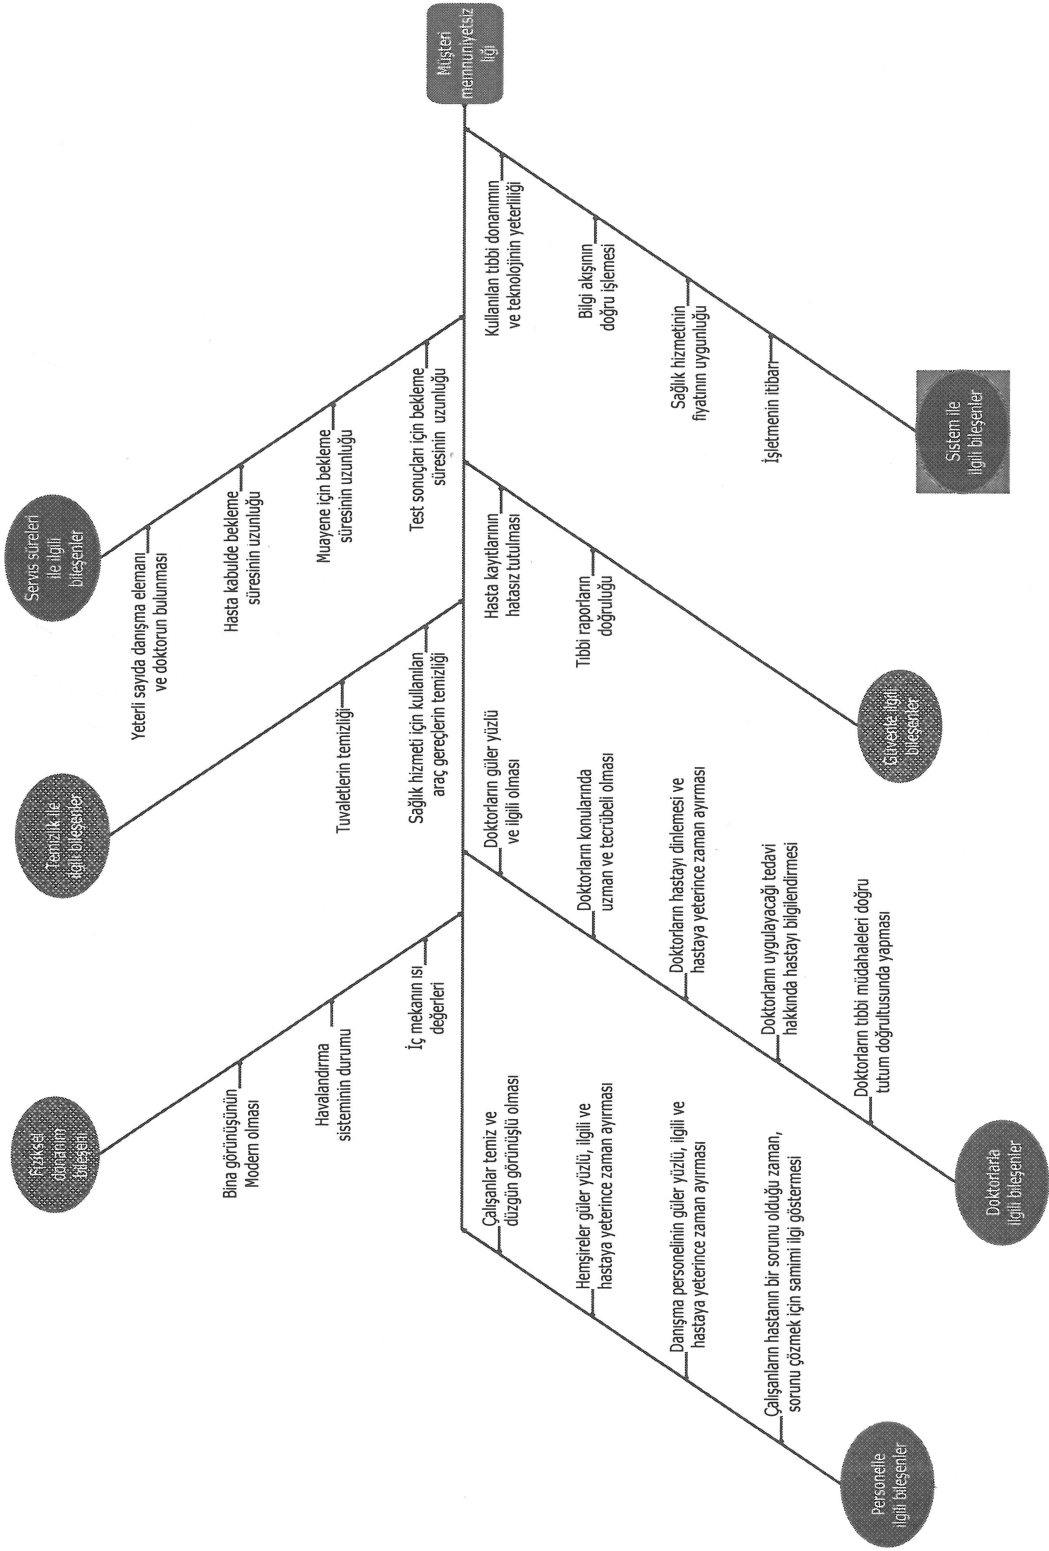 Fiziksel
donanım
bileşeni
Bina görünüşünün
Modern olması
Havalandırma
sisteminin durumu
İç mekanın ısı
değerleri
Temizlik ile
ilgili bileşenler
Tuvaletlerin temizliği
Sağlık hizmeti için kullanılan
araç gereçlerin temizliği
Servis süreleri
ile ilgili
bileşenler
Yeterli sayıda danışma elemanı
ve doktorun bulunması
Hasta kabulde bekleme
süresinin uzunluğu
Muayene için bekleme
süresinin uzunluğu
Test sonuçları için bekleme
süresinin uzunluğu
Müşteri
memnuniyetsiz
liği
Çalışanlar temiz ve
düzgün görünüşlü olması
Hemşireler güler yüzlü, ilgili ve
hastaya yeterince zaman ayırması
Danışma personelinin güler yüzlü, ilgili ve
hastaya yeterince zaman ayırması
Çalışanların hastanın bir sorunu olduğu zaman,
sorunu çözmek için samimi ilgi göstermesi
Personelle
ilgili bileşenler
Doktorların güler yüzlü
ve ilgili olması
Doktorların konularında
uzman ve tecrübeli olması
Doktorların hastayı dinlemesi ve
hastaya yeterince zaman ayırması
Doktorların uygulayacağı tedavi
hakkında hastayı bilgilendirmesi
Doktorların tıbbi müdahaleleri doğru
tutum doğrultusunda yapması
Doktorlarla
ilgili bileşenler
Hasta kayıtlarının
hatasız tutulması
Tıbbi raporların
doğruluğu
Güvenle ilgili
bileşenler
Kullanılan tıbbi donanımın
ve teknolojinin yeterliliği
Bilgi akışının
doğru işlemesi
Sağlık hizmetinin
fiyatının uygunluğu
İşletmenin itibarı
Sistem ile
ilgili bileşenler